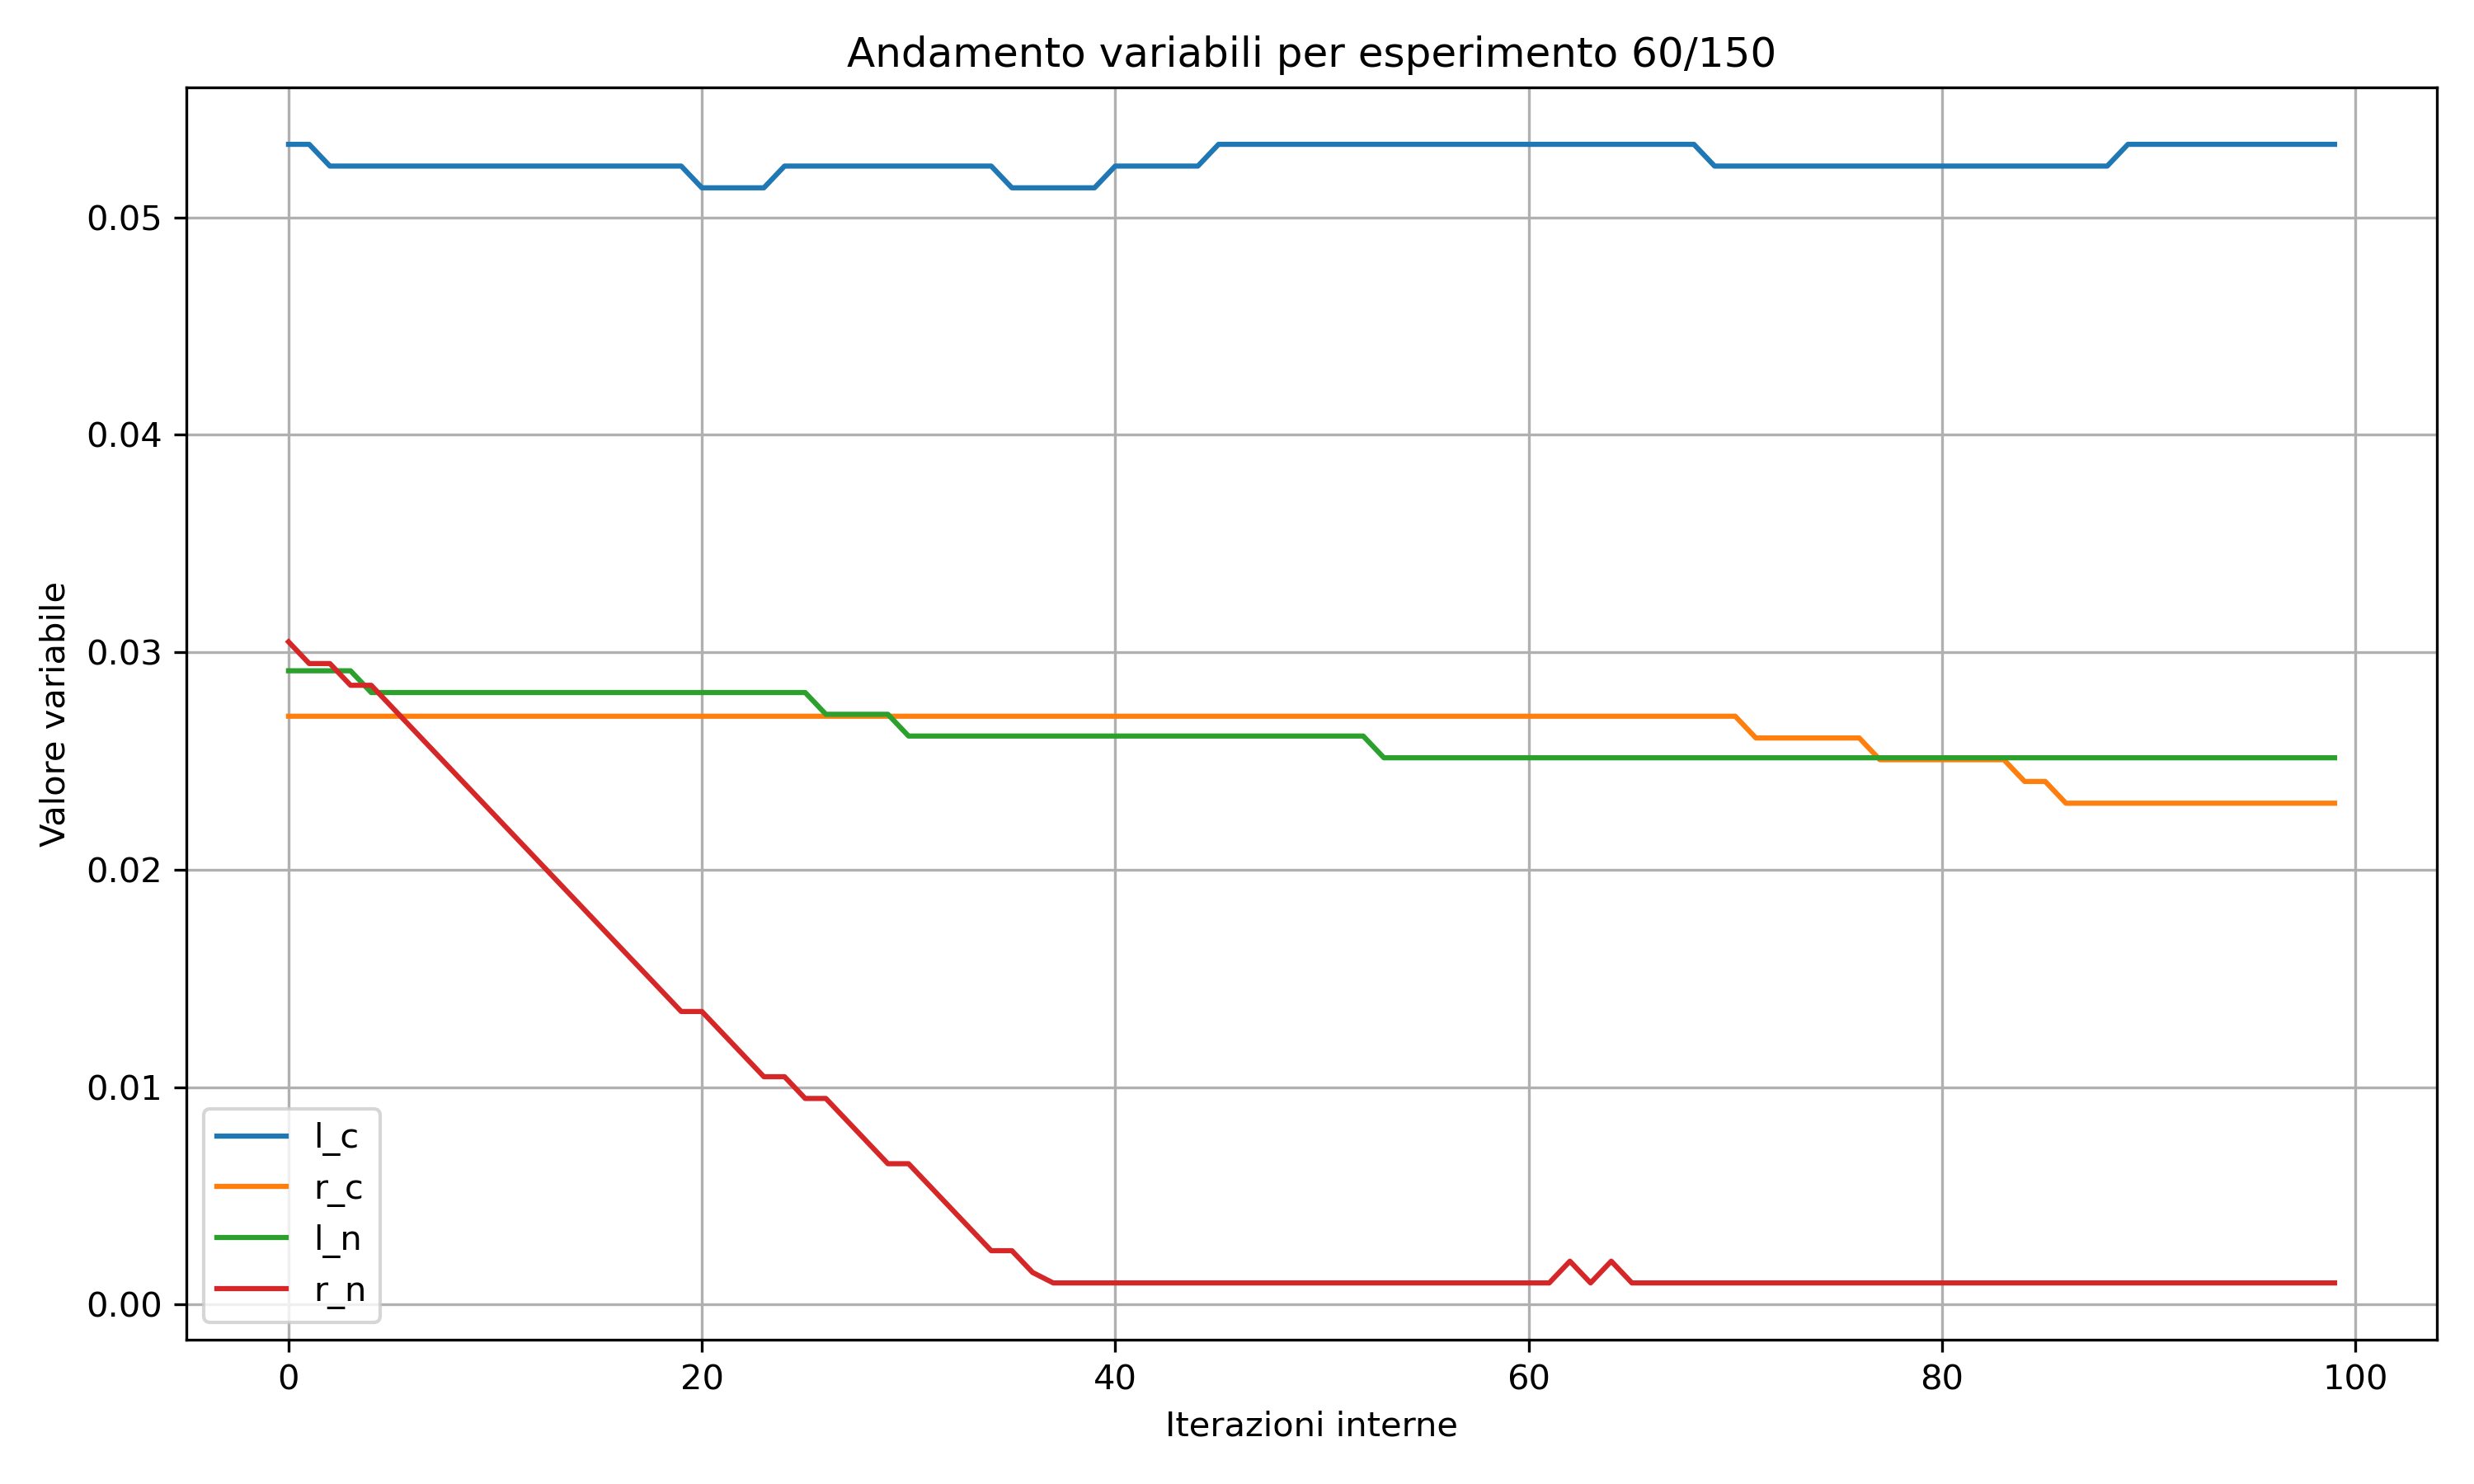 Andamento variabili per esperimento 60/150
Valore variabile
0.05
0.04
0.03
0.02
0.01
0.00
l_c
r_c
l_n
r_n
0 20 40 60 80 100
Iterazioni interne